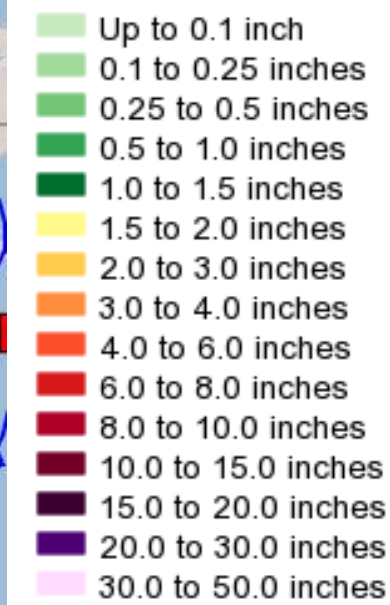 Up to 0.1 inch
0.1 to 0.25 inches
0.25 to 0.5 inches
0.5 to 1.0 inches
1.0 to 1.5 inches
1.5 to 2.0 inches
2.0 to 3.0 inches
3.0 to 4.0 inches
4.0 to 6.0 inches
6.0 to 8.0 inches
8.0 to 10.0 inches
10.0 to 15.0 inches
15.0 to 20.0 inches
20.0 to 30.0 inches
30.0 to 50.0 inches